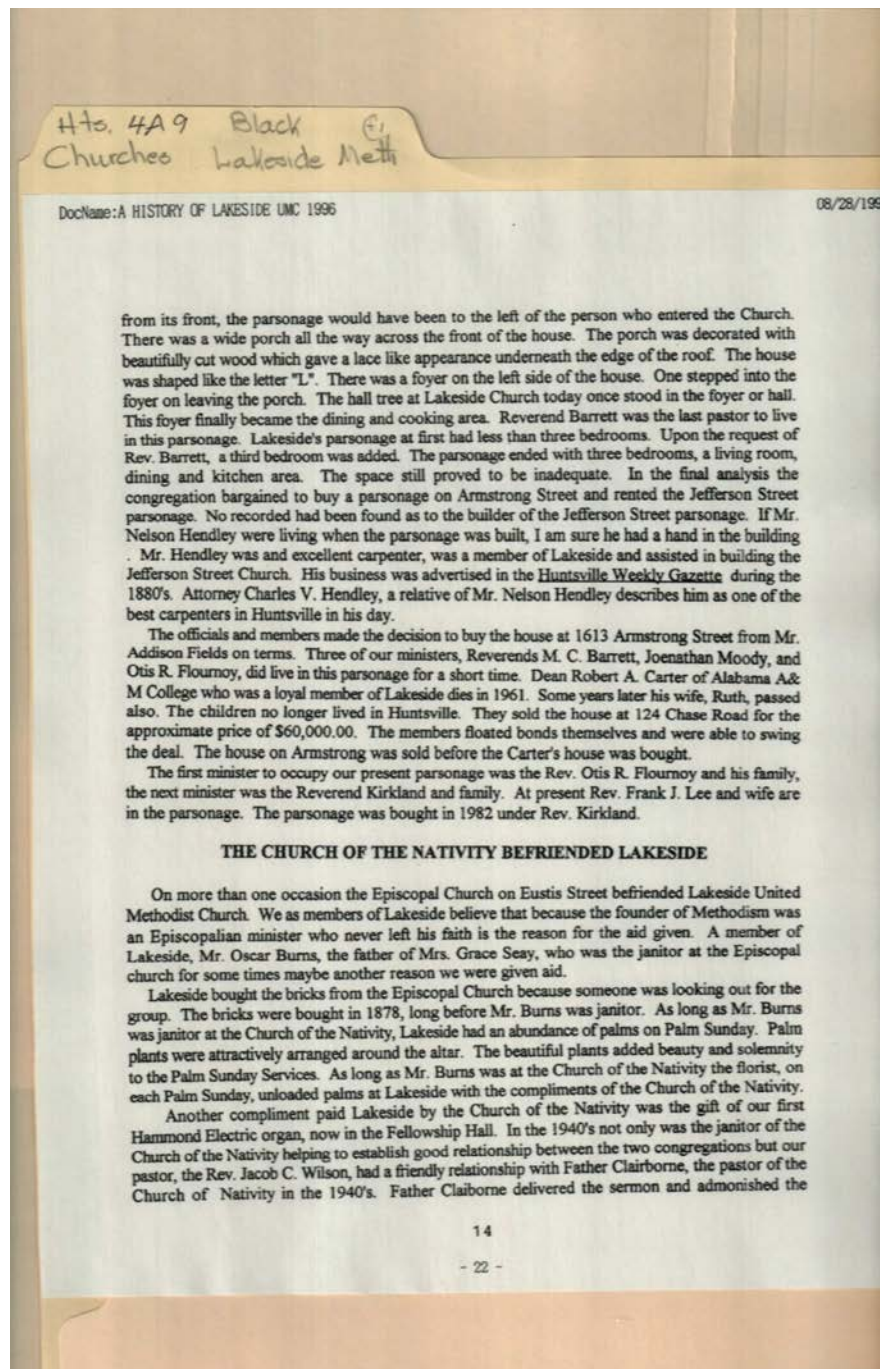 Hts. 4A9 Black
Churches Lakeside Meth
DocName:A HISTORY OF LAKESIDE UMC 1996 08/28/199
from its front, the parsonage would have been to the left of the person who entered the Church.
There was a wide porch all the way across the front of the house. The porch was decorated with
beautifully cut wood which gave a lace like appearance underneath the edge of the roof. The house
was shaped like the letter "L". There was a foyer on the left side of the house. One stepped into the
foyer on leaving the porch. The hall tree at Lakeside Church today once stood in the foyer or hall.
This foyer finally became the dining and cooking area. Reverend Barrett was the last pastor to live
in this parsonage. Lakeside's parsonage at first had less than three bedrooms. Upon the request of
Rev. Barrett, a third bedroom was added. The parsonage ended with three bedrooms, a living room,
dining and kitchen area. The space still proved to be inadequate. In the final analysis the
congregation bargained to buy a parsonage on Armstrong Street and rented the Jefferson Street
parsonage. No recorded had been found as to the builder of the Jefferson Street parsonage. If Mr.
Nelson Hendley were living when the parsonage was built, I am sure he had a hand in the building
. Mr. Hendley was and excellent carpenter, was a member of Lakeside and assisted in building the
Jefferson Street Church. His business was advertised in the Huntsville Weekly Gazette during the
1880's. Attorney Charles V. Hendley, a relative of Mr. Nelson Hendley describes him as one of the
best carpenters in Huntsville in his day.
The officials and members made the decision to buy the house at 1613 Armstrong Street from Mr.
Addison Fields on terms. Three of our ministers, Reverends M. C. Barrett, Joenathan Moody, and
Otis R. Flournoy, did live in this parsonage for a short time. Dean Robert A. Carter of Alabama A&
M College who was a loyal member of Lakeside dies in 1961. Some years later his wife, Ruth, passed
also. The children no longer lived in Huntsville. They sold the house at 124 Chase Road for the
approximate price of $60,000.00. The members floated bonds themselves and were able to swing
the deal. The house on Armstrong was sold before the Carter's house was bought.
The first minister to occupy our present parsonage was the Rev. Otis R. Flournoy and his family,
the next minister was the Reverend Kirkland and family. At present Rev. Frank J. Lee and wife are
in the parsonage. The parsonage was bought in 1982 under Rev. Kirkland.
THE CHURCH OF THE NATIVITY BEFRIENDED LAKESIDE
On more than one occasion the Episcopal Church on Eustis Street befriended Lakeside United
Methodist Church. We as members of Lakeside believe that because the founder of Methodism was
an Episcopalian minister who never left his faith is the reason for the aid given. A member of
Lakeside, Mr. Oscar Burns, the father of Mrs. Grace Seay, who was the janitor at the Episcopal
church for some times maybe another reason we were given aid.
Lakeside bought the bricks from the Episcopal Church because someone was looking out for the
group. The bricks were bought in 1878, long before Mr. Burns was janitor. As long as Mr. Burns
was janitor at the Church of the Nativity, Lakeside had an abundance of palms on Palm Sunday. Palm
plants were attractively arranged around the altar. The beautiful plants added beauty and solemnity
to the Palm Sunday Services. As long as Mr. Burns was at the Church of the Nativity the florist, on
each Palm Sunday, unloaded palms at Lakeside with the compliments of the Church of the Nativity.
Another compliment paid Lakeside by the Church of the Nativity was the gift of our first
Hammond Electric organ, now in the Fellowship Hall. In the 1940's not only was the janitor of the
Church of the Nativity helping to establish good relationship between the two congregations but our
pastor, the Rev. Jacob C. Wilson, had a friendly relationship with Father Clairborne, the pastor of the
Church of Nativity in the 1940's. Father Claiborne delivered the sermon and admonished the
14
- 22 -